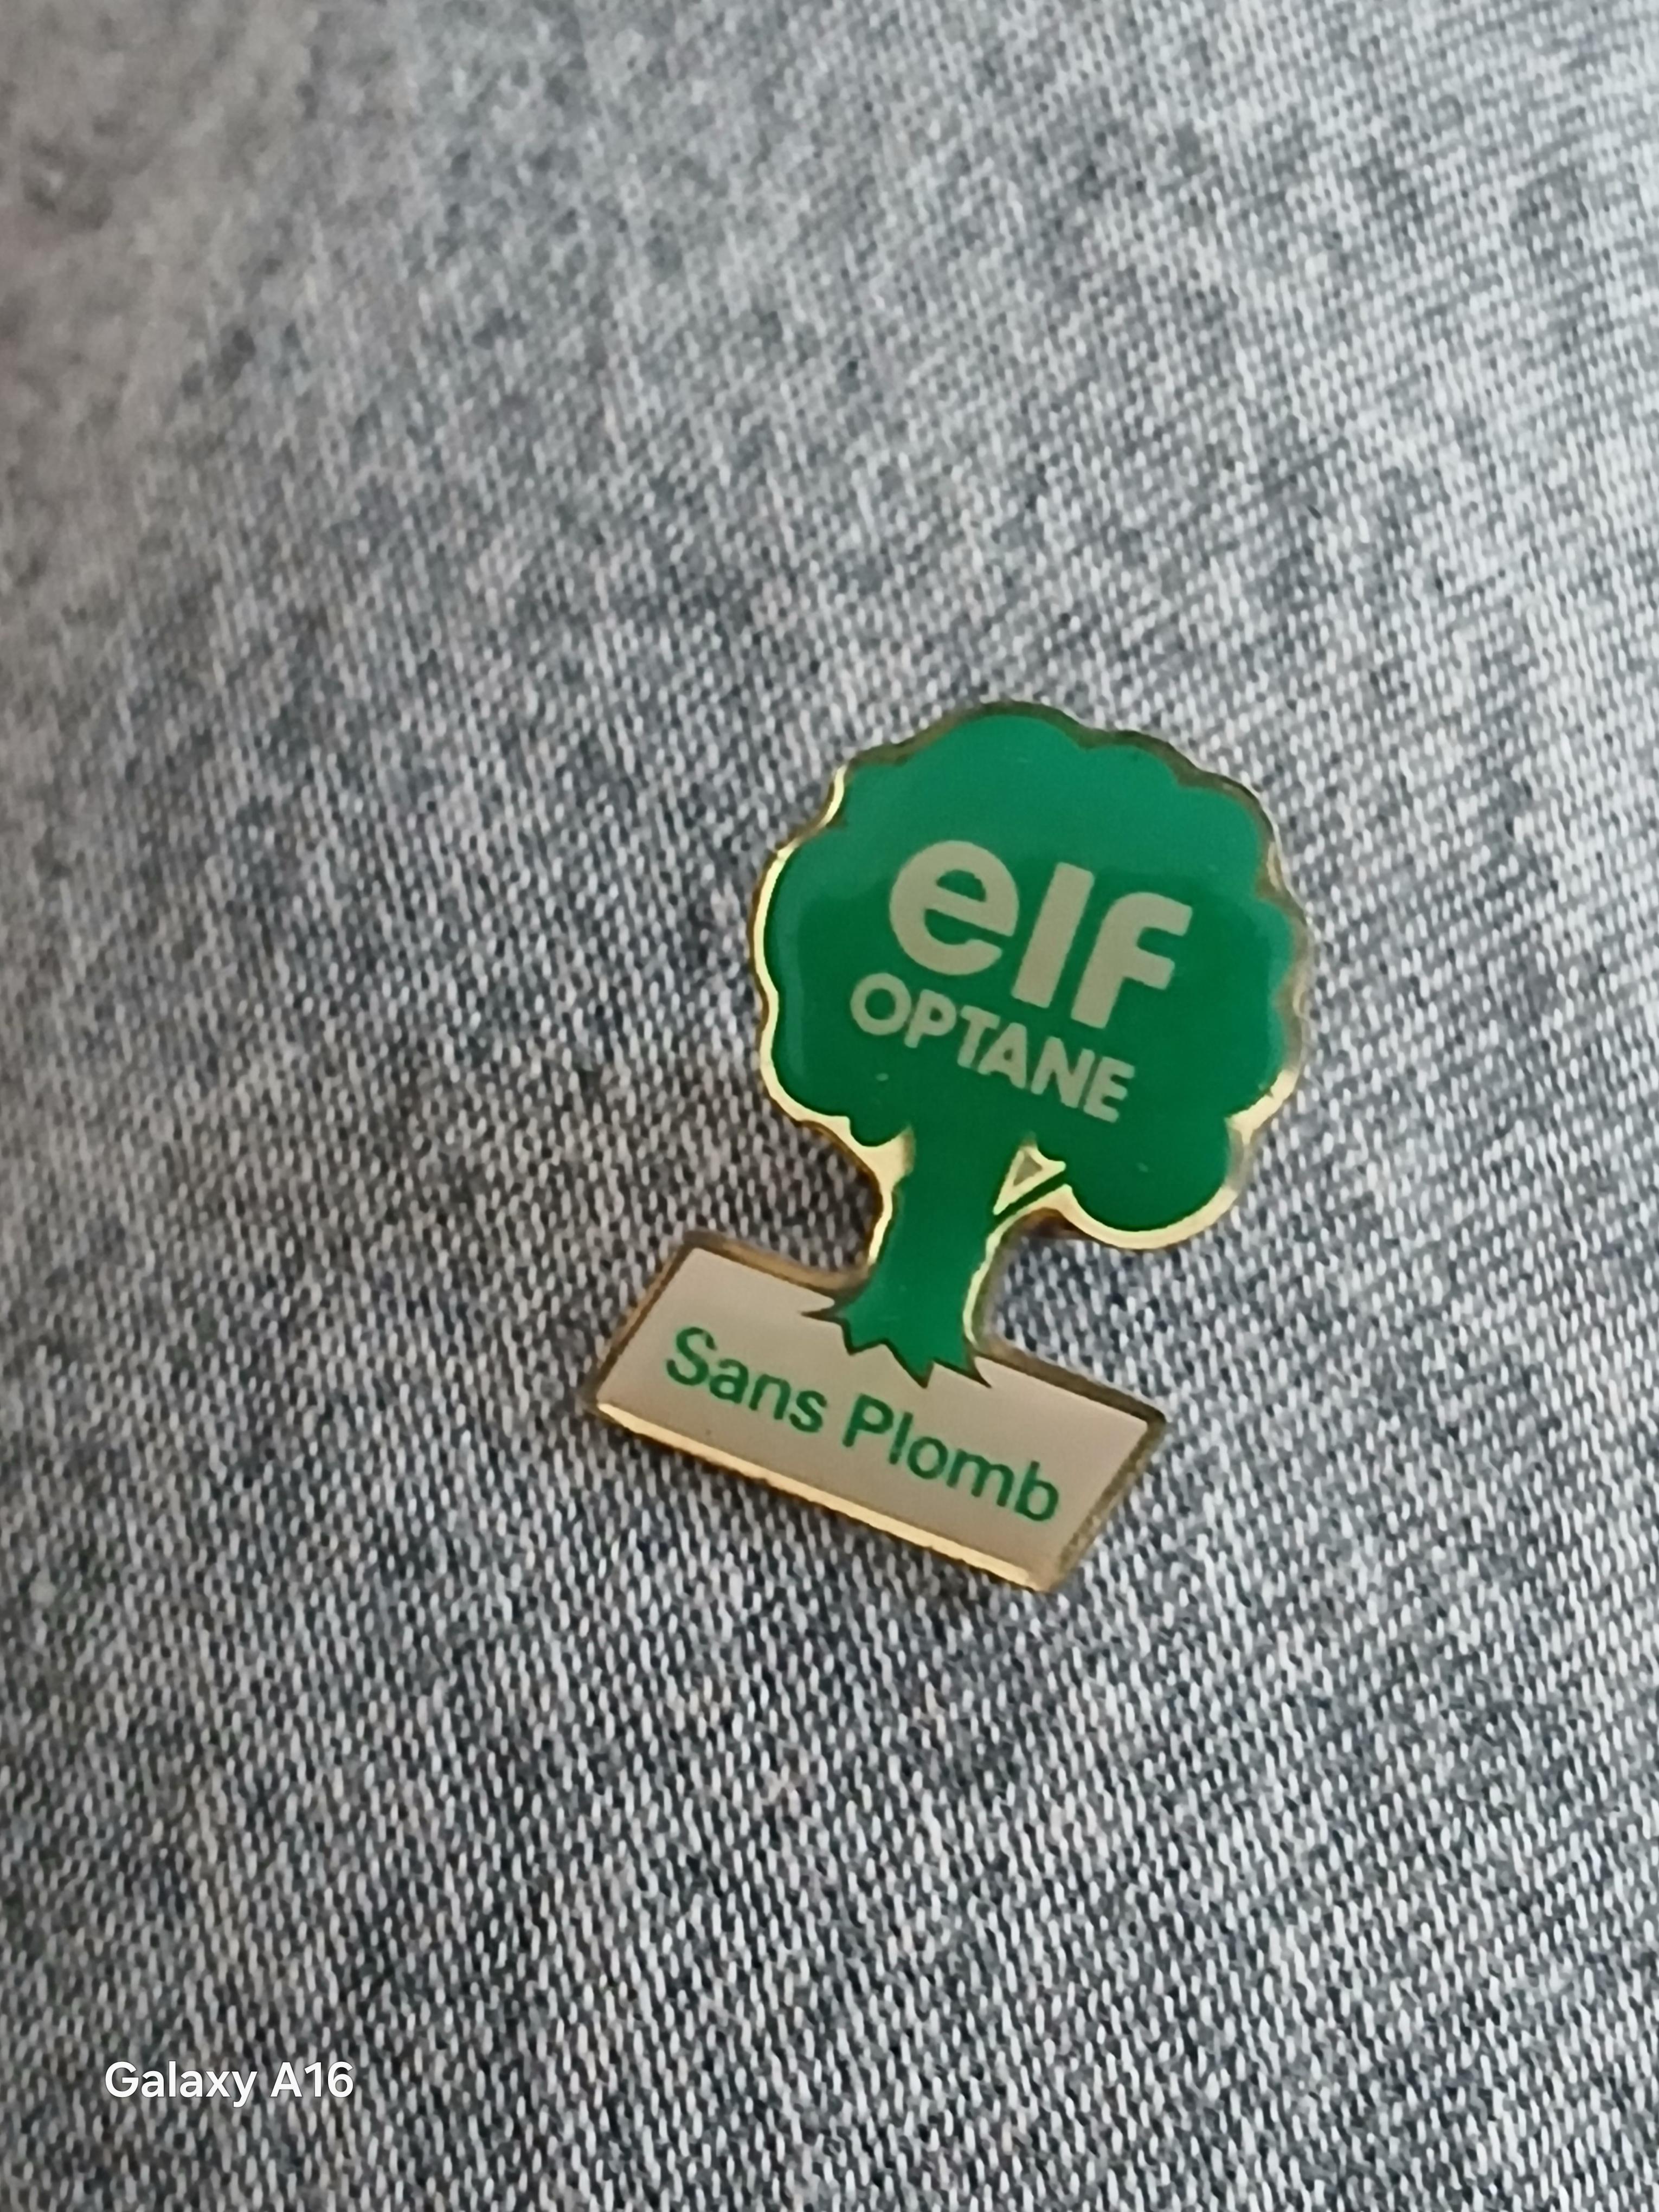 elf
OPTANE
Sans Plomb
Galaxy A16